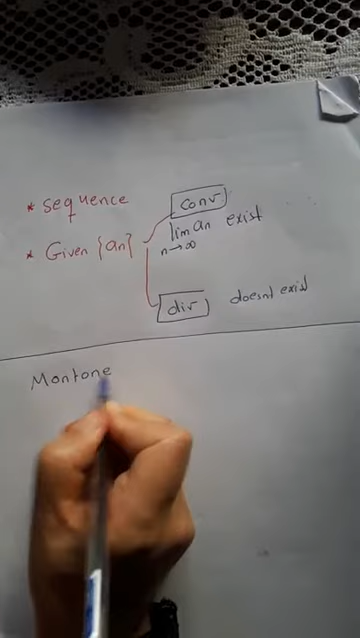 * sequence
* Given {an}
conv
lim an exist
n→∞
div doesnt exist
Montone